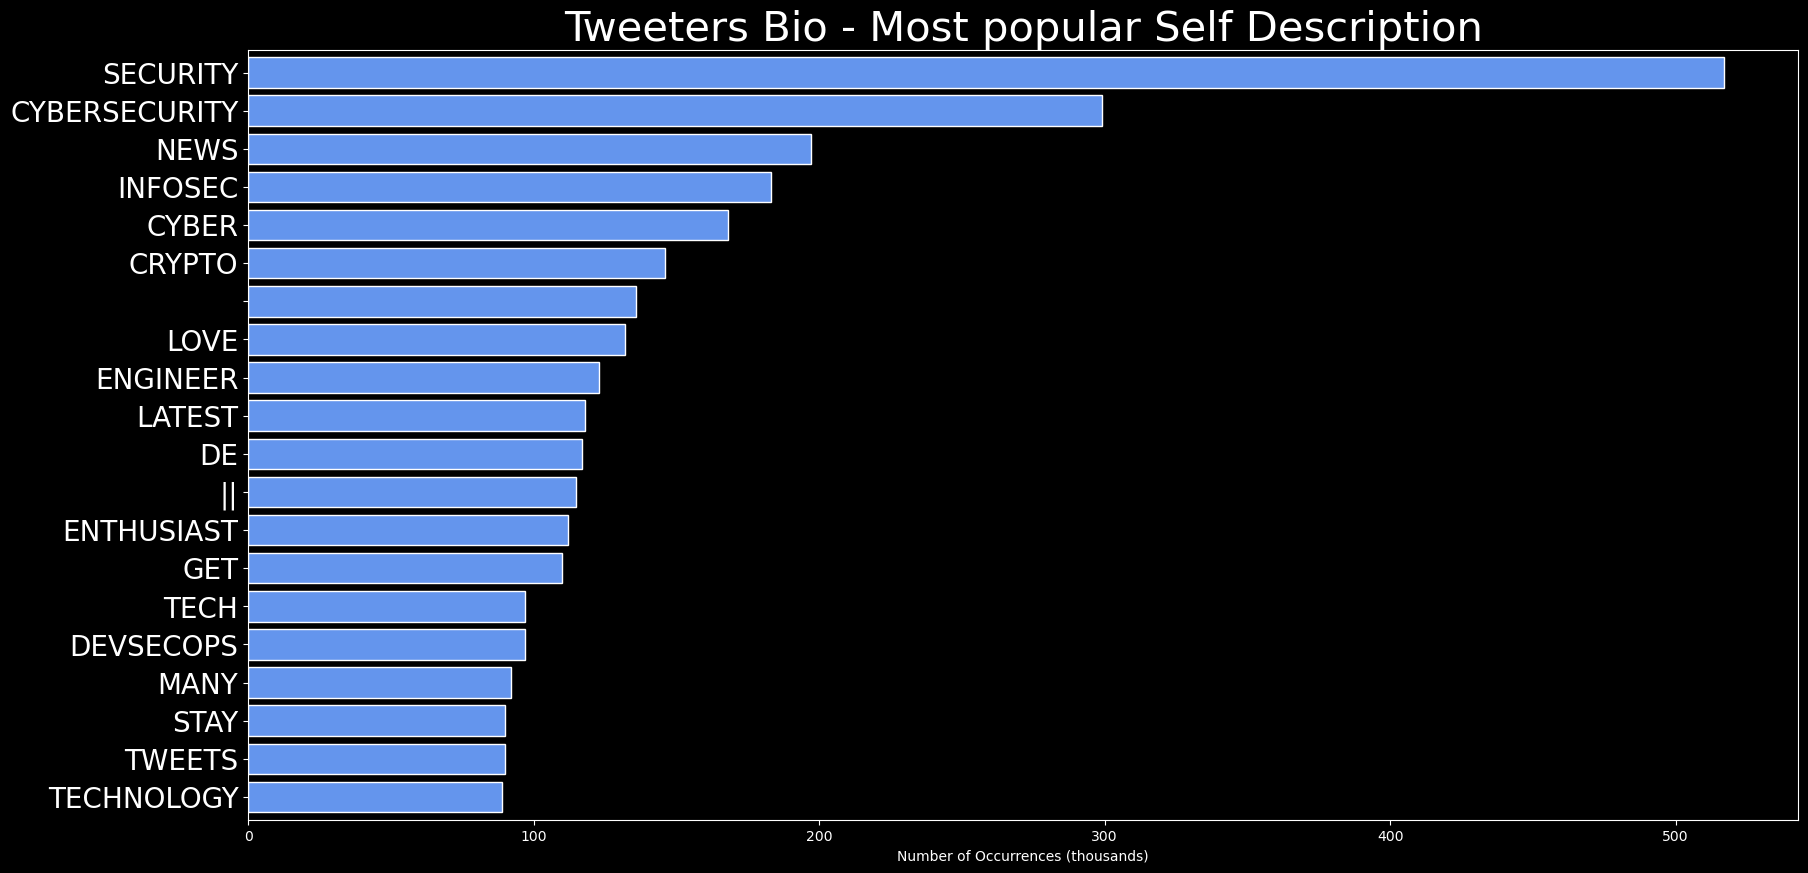 Tweeters Bio - Most popular Self Description
SECURITY
CYBERSECURITY
NEWS
INFOSEC
CYBER
CRYPTO
LOVE
ENGINEER
LATEST
DE
||
ENTHUSIAST
GET
TECH
DEVSECOPS
MANY
STAY
TWEETS
TECHNOLOGY
0 100 200 300 400 500
Number of Occurrences (thousands)